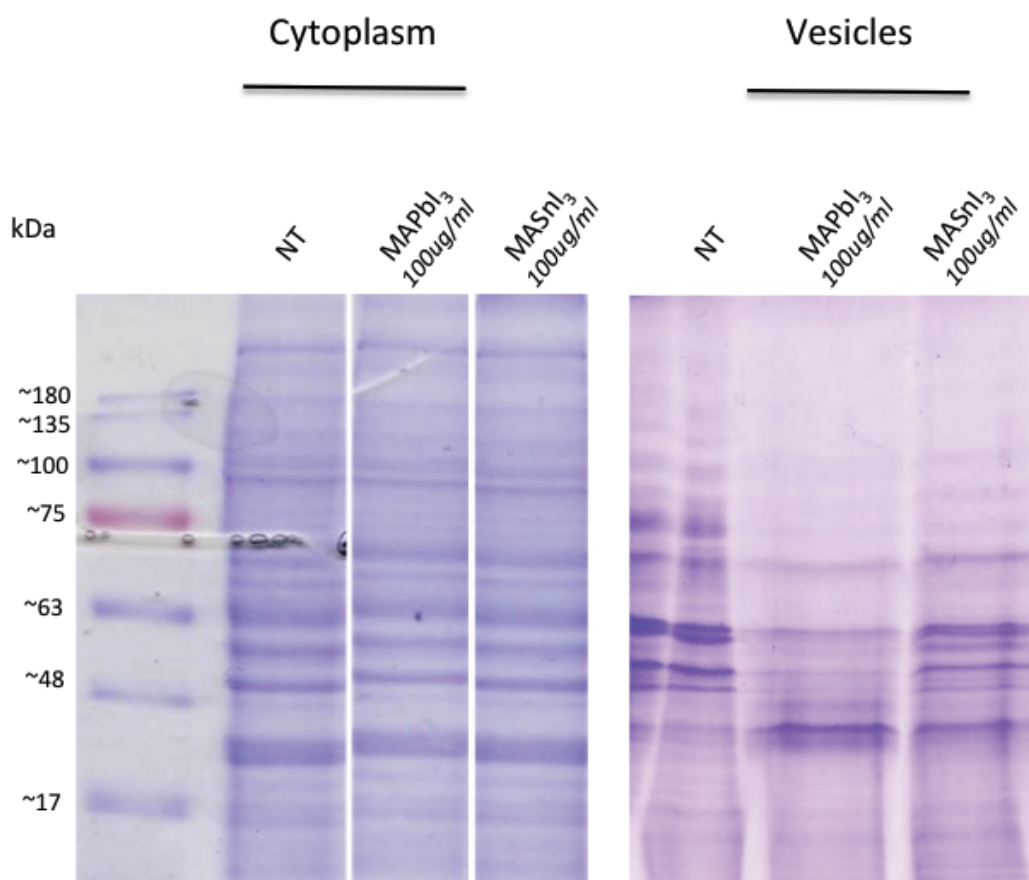 Cytoplasm
Vesicles
kDa
NT
MAPbI₃
100ug/ml
MASnI₃
100ug/ml
NT
MAPbI₃
100ug/ml
MASnI₃
100ug/ml
~180
~135
~100
~75
~63
~48
~17